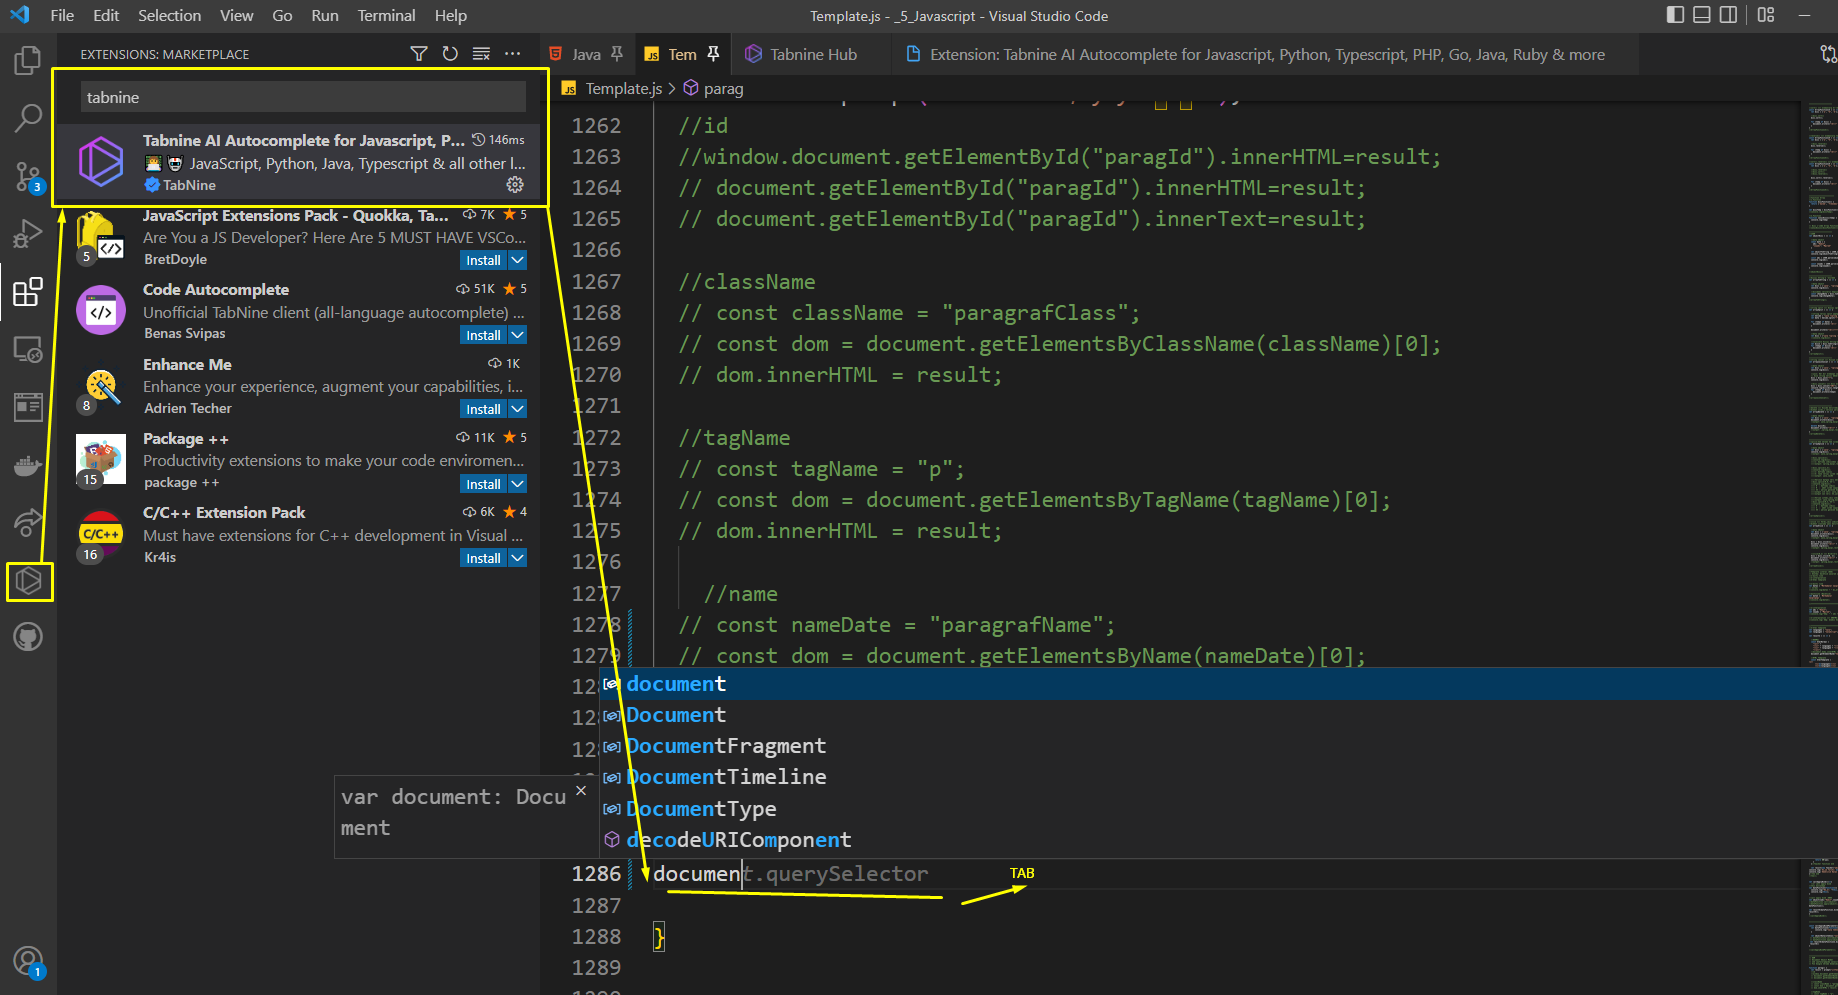 File Edit Selection View Go Run Terminal Help
Template.js - _5_Javascript - Visual Studio Code
EXTENSIONS: MARKETPLACE
tabnine
Tabnine AI Autocomplete for Javascript, P... 146ms
JavaScript, Python, Java, Typescript & all other l...
TabNine
JavaScript Extensions Pack - Quokka, Ta... 7K 5
Are You a JS Developer? Here Are 5 MUST HAVE VSCo...
5
BretDoyle Install
Code Autocomplete 51K 5
Unofficial TabNine client (all-language autocomplete) ...
Benas Svipas Install
Enhance Me 1K
Enhance your experience, augment your capabilities, i...
8
Adrien Techer Install
Package ++ 11K 5
Productivity extensions to make your code enviromen...
15
package ++ Install
C/C++ Extension Pack 6K 4
C/C++
Must have extensions for C++ development in Visual ...
16
Kr4is Install
3
1
Java Tem Tabnine Hub Extension: Tabnine AI Autocomplete for Javascript, Python, Typescript, PHP, Go, Java, Ruby & more
JS Template.js > parag
1262 //id
1263 //window.document.getElementById("paragId").innerHTML=result;
1264 // document.getElementById("paragId").innerHTML=result;
1265 // document.getElementById("paragId").innerText=result;
1266
1267 //className
1268 // const className = "paragrafClass";
1269 // const dom = document.getElementsByClassName(className)[0];
1270 // dom.innerHTML = result;
1271
1272 //tagName
1273 // const tagName = "p";
1274 // const dom = document.getElementsByTagName(tagName)[0];
1275 // dom.innerHTML = result;
1276
1277 //name
1278 // const nameDate = "paragrafName";
1279 // const dom = document.getElementsByName(nameDate)[0];
document
Document
DocumentFragment
DocumentTimeline
DocumentType
decodeURIComponent
var document: Docu
ment
1286 document.querySelector
TAB
1287
1288 }
1289